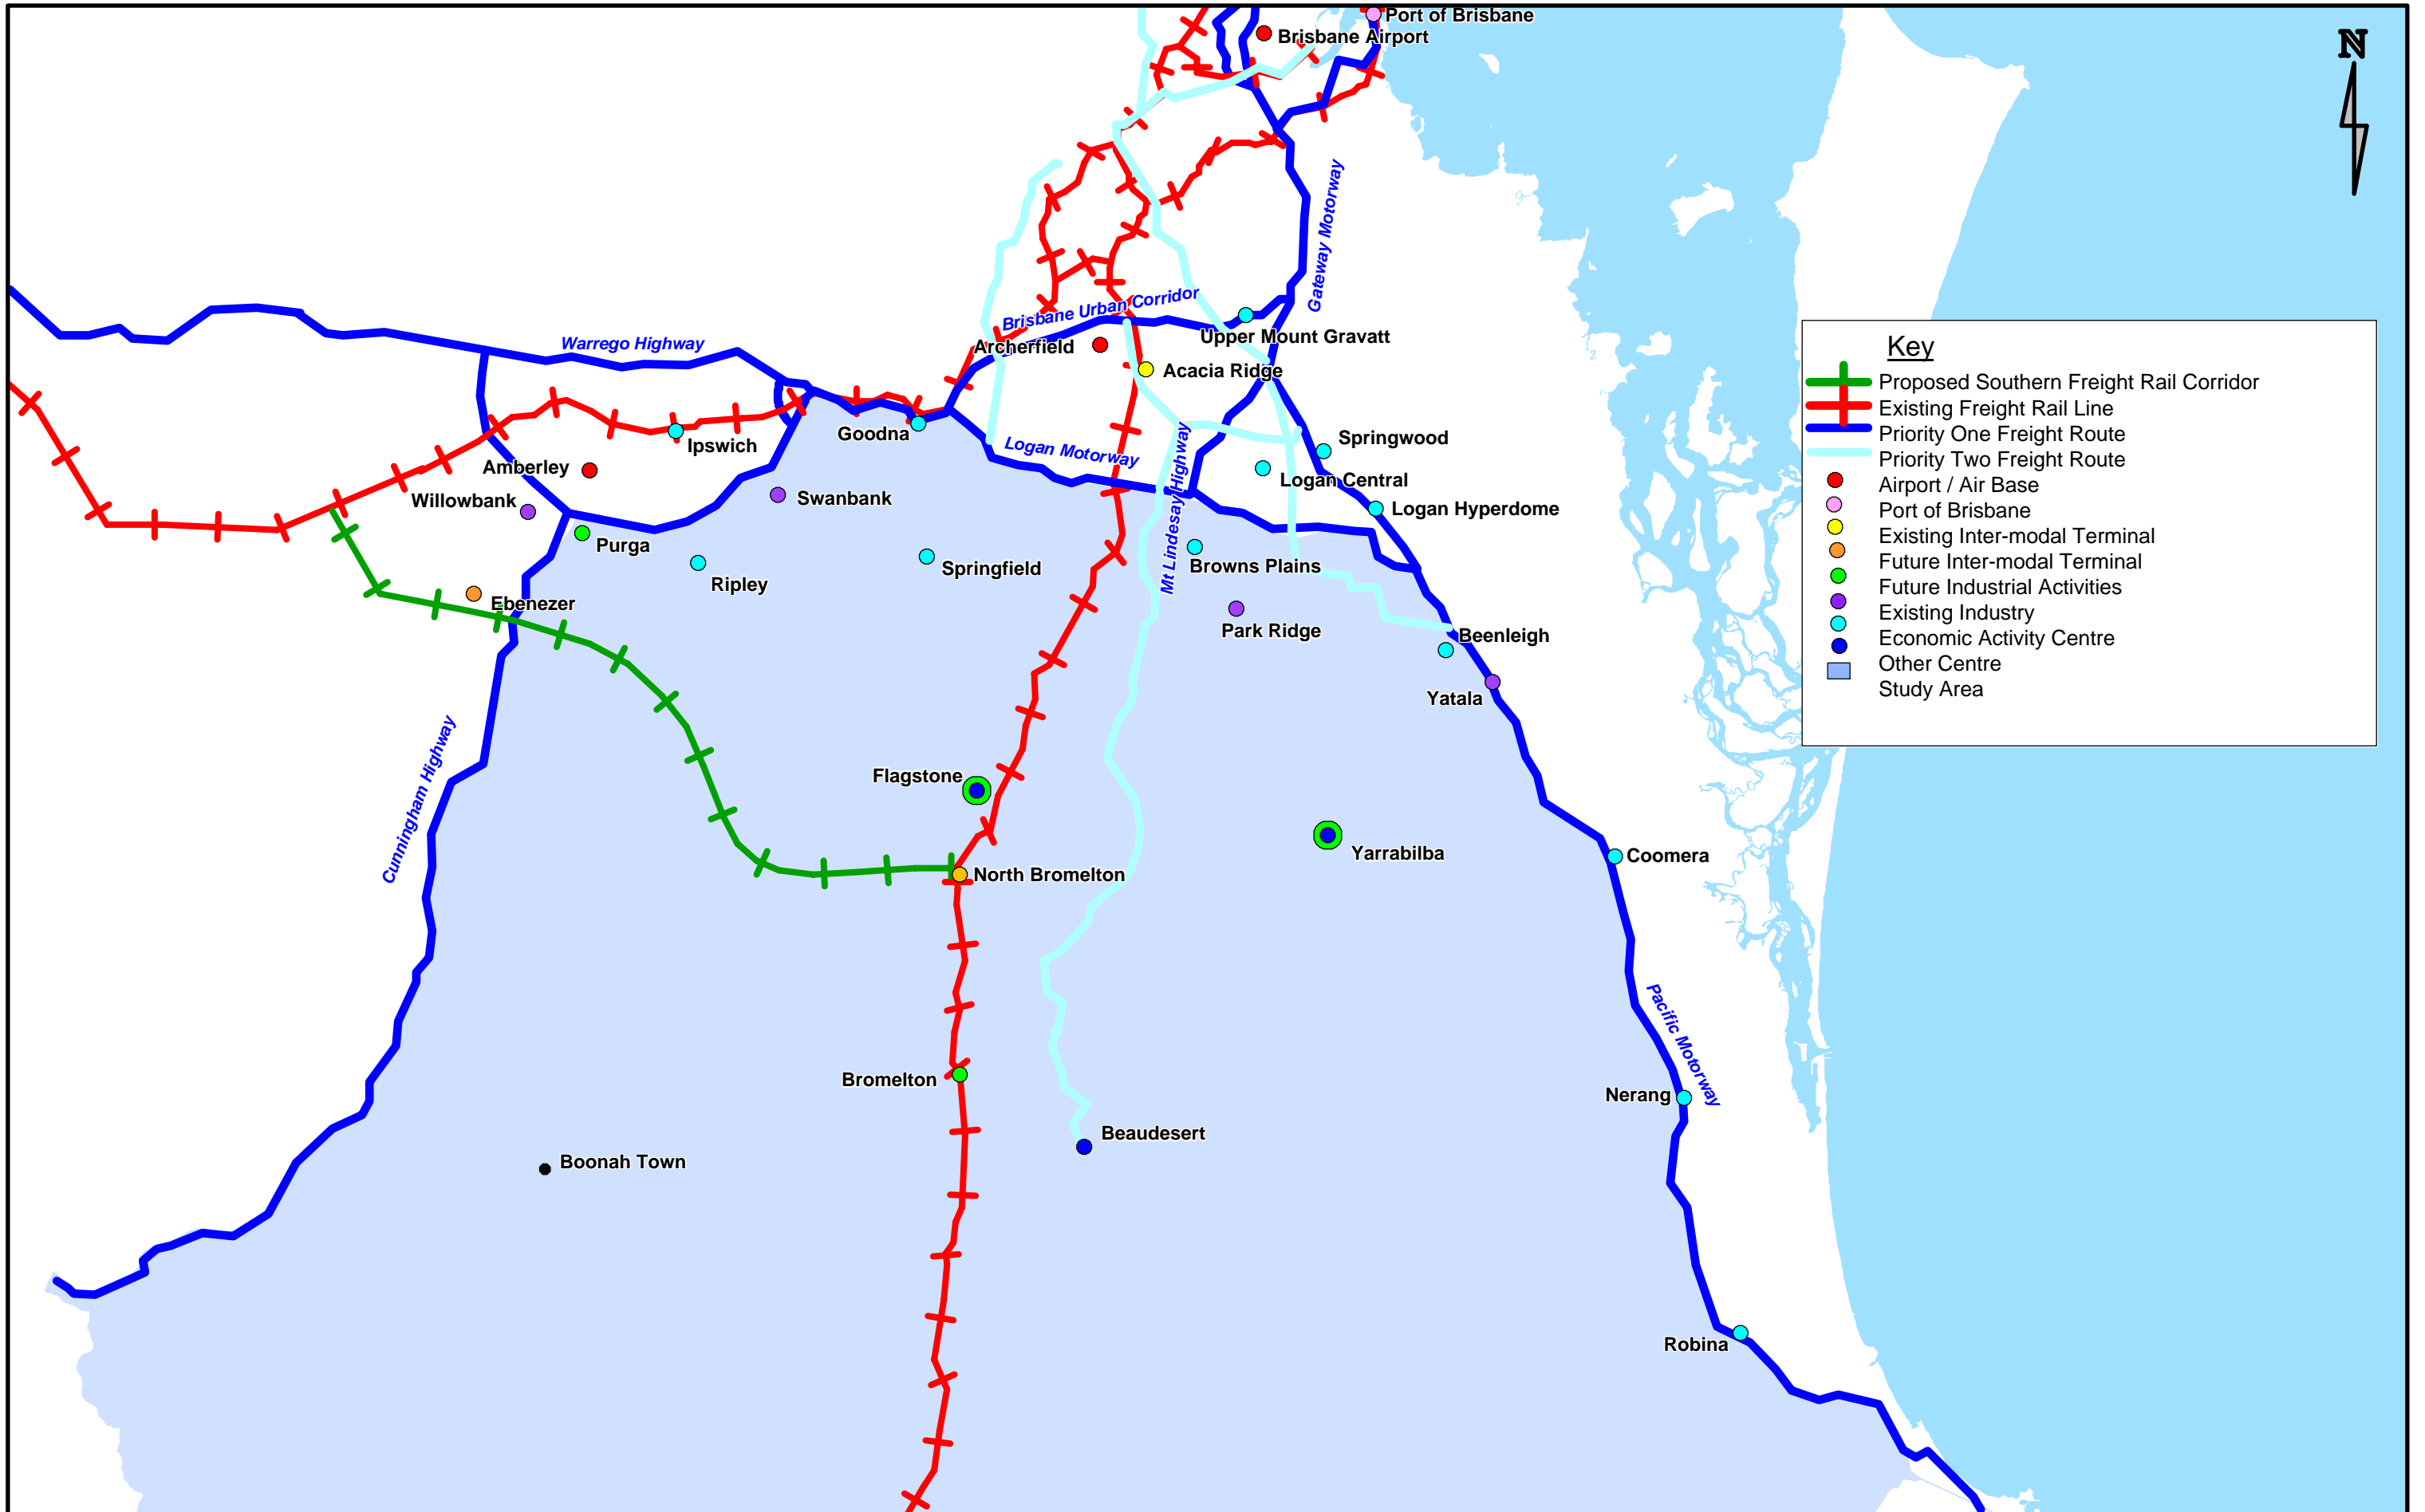 Port of Brisbane
Brisbane Airport
N
Gateway Motorway
Brisbane Urban Corridor
Warrego Highway
Upper Mount Gravatt
Archerfield
Acacia Ridge
Key
Proposed Southern Freight Rail Corridor
Existing Freight Rail Line
Priority One Freight Route
Priority Two Freight Route
Airport / Air Base
Port of Brisbane
Existing Inter-modal Terminal
Future Inter-modal Terminal
Future Industrial Activities
Existing Industry
Economic Activity Centre
Other Centre
Study Area
Goodna
Ipswich
Springwood
Logan Motorway
Amberley
Logan Central
Willowbank
Swanbank
Mt Lindesay Highway
Logan Hyperdome
Purga
Springfield
Browns Plains
Ripley
Ebenezer
Park Ridge
Beenleigh
Yatala
Flagstone
Cunningham Highway
Yarrabilba
Coomera
North Bromelton
Pacific Motorway
Bromelton
Nerang
Beaudesert
Boonah Town
Robina